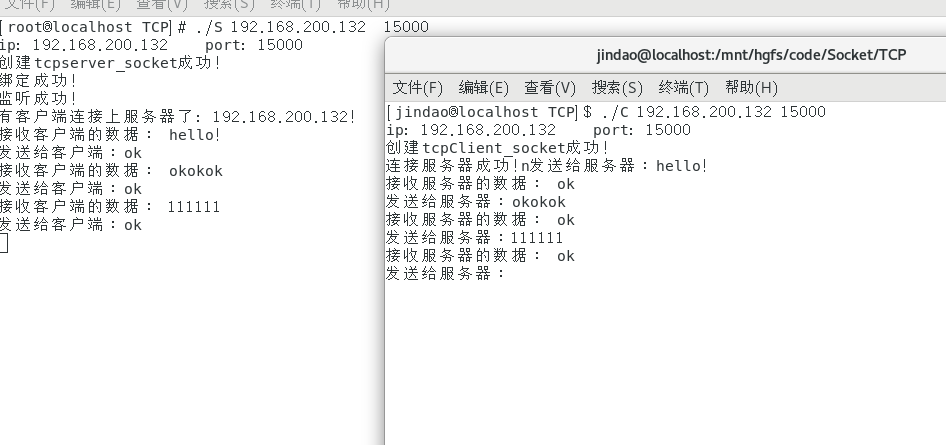 文件(F) 编辑(E) 查看(V) 搜索(S) 终端(T) 帮助(H)
[root@localhost TCP]# ./S 192.168.200.132 15000
ip: 192.168.200.132 port: 15000
创建tcpserver_socket成功!
绑定成功!
监听成功!
有客户端连接上服务器了: 192.168.200.132!
接收客户端的数据: hello!
发送给客户端:ok
接收客户端的数据: okokok
发送给客户端:ok
接收客户端的数据: 111111
发送给客户端:ok
jindao@localhost:/mnt/hgfs/code/Socket/TCP
文件(F) 编辑(E) 查看(V) 搜索(S) 终端(T) 帮助(H)
[jindao@localhost TCP]$ ./C 192.168.200.132 15000
ip: 192.168.200.132 port: 15000
创建tcpClient_socket成功!
连接服务器成功!n发送给服务器:hello!
接收服务器的数据: ok
发送给服务器:okokok
接收服务器的数据: ok
发送给服务器:111111
接收服务器的数据: ok
发送给服务器: